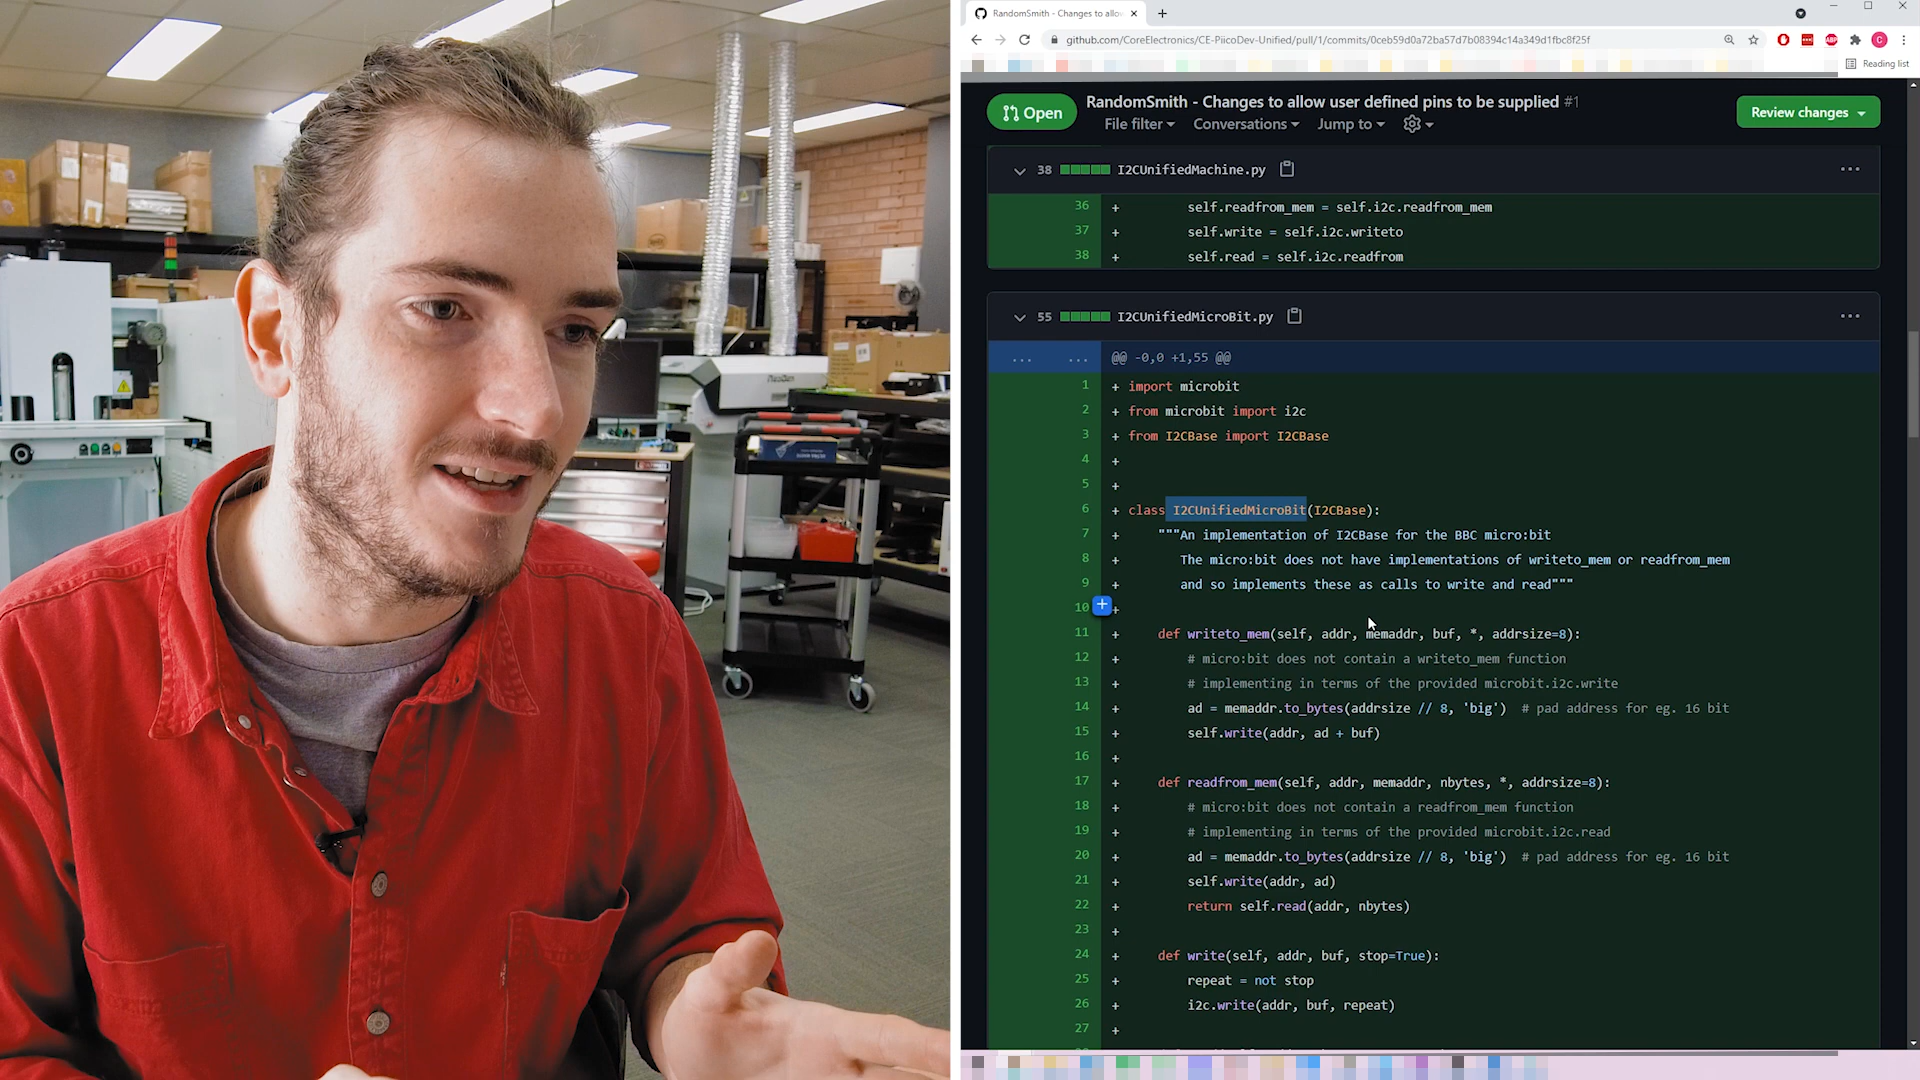 RandomSmith - Changes to allo
github.com/CoreElectronics/CE-PiicoDev-Unified/pull/1/commits/0ceb59d0a72ba57d7b08394c14a349d1fbc8f25f
Reading list
Open
RandomSmith - Changes to allow user defined pins to be supplied #1
File filter
Conversations
Jump to
Review changes
38 I2CUnifiedMachine.py
36 + self.readfrom_mem = self.i2c.readfrom_mem
37 + self.write = self.i2c.writeto
38 + self.read = self.i2c.readfrom
55 I2CUnifiedMicroBit.py
... ... @@ -0,0 +1,55 @@
1 + import microbit
2 + from microbit import i2c
3 + from I2CBase import I2CBase
4 +
5 +
6 + class I2CUnifiedMicroBit(I2CBase):
7 + """An implementation of I2CBase for the BBC micro:bit
8 + The micro:bit does not have implementations of writeto_mem or readfrom_mem
9 + and so implements these as calls to write and read"""
10 +
11 + def writeto_mem(self, addr, memaddr, buf, *, addrsize=8):
12 + # micro:bit does not contain a writeto_mem function
13 + # implementing in terms of the provided microbit.i2c.write
14 + ad = memaddr.to_bytes(addrsize // 8, 'big') # pad address for eg. 16 bit
15 + self.write(addr, ad + buf)
16 +
17 + def readfrom_mem(self, addr, memaddr, nbytes, *, addrsize=8):
18 + # micro:bit does not contain a readfrom_mem function
19 + # implementing in terms of the provided microbit.i2c.read
20 + ad = memaddr.to_bytes(addrsize // 8, 'big') # pad address for eg. 16 bit
21 + self.write(addr, ad)
22 + return self.read(addr, nbytes)
23 +
24 + def write(self, addr, buf, stop=True):
25 + repeat = not stop
26 + i2c.write(addr, buf, repeat)
27 +